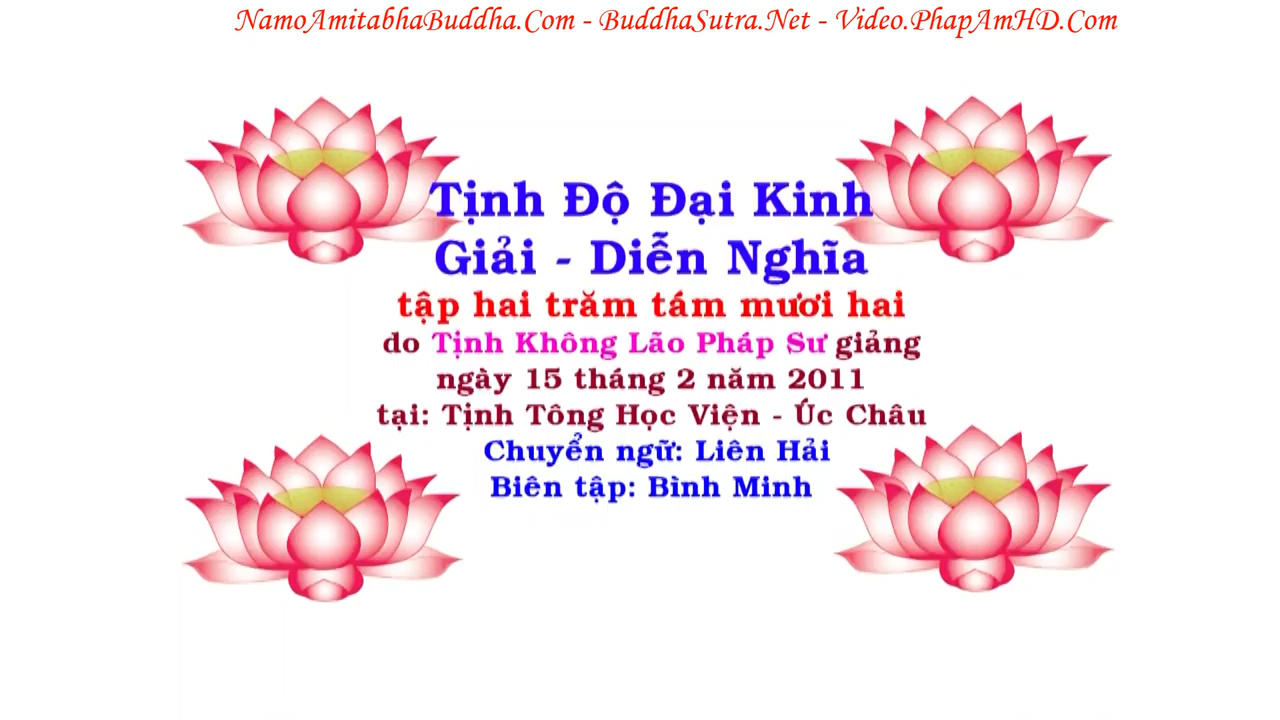 NamoAmitabhaBuddha.Com - BuddhaSutra.Net - Video.PhapAmHD.Com
Tịnh Độ Đại Kinh
Giải - Diễn Nghĩa
tập hai trăm tám mươi hai
do Tịnh Không Lão Pháp Sư giảng
ngày 15 tháng 2 năm 2011
tại: Tịnh Tông Học Viện - Úc Châu
Chuyển ngữ: Liên Hải
Biên tập: Bình Minh